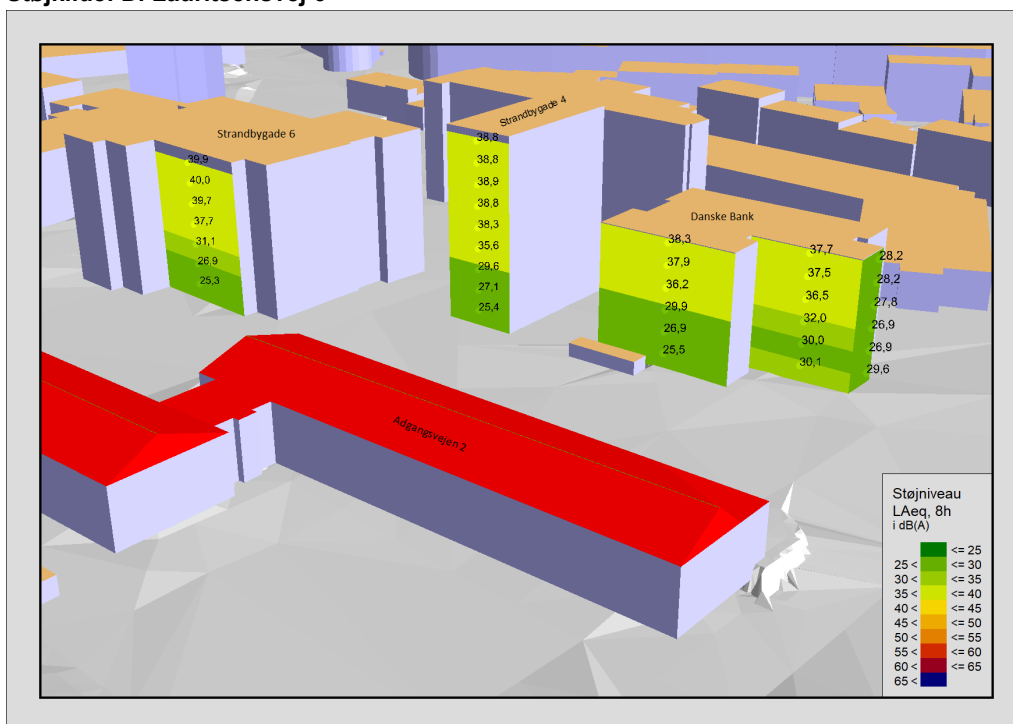 Støjkilde: Lauritsensvej
Strandbygade 6
39,9
40,0
39,7
37,7
31,1
26,9
25,3
Strandbygade 4
38,8
38,8
38,9
38,8
38,3
35,6
29,6
27,1
25,4
Danske Bank
38,3
37,9
36,2
29,9
26,9
25,5
37,7
37,5
36,5
32,0
30,0
30,1
28,2
28,2
27,8
26,9
26,9
29,6
Adgangsvejen 2
Støjniveau
LAeq, 8h
i dB(A)
<= 25
25 < <= 30
30 < <= 35
35 < <= 40
40 < <= 45
45 < <= 50
50 < <= 55
55 < <= 60
60 < <= 65
65 <